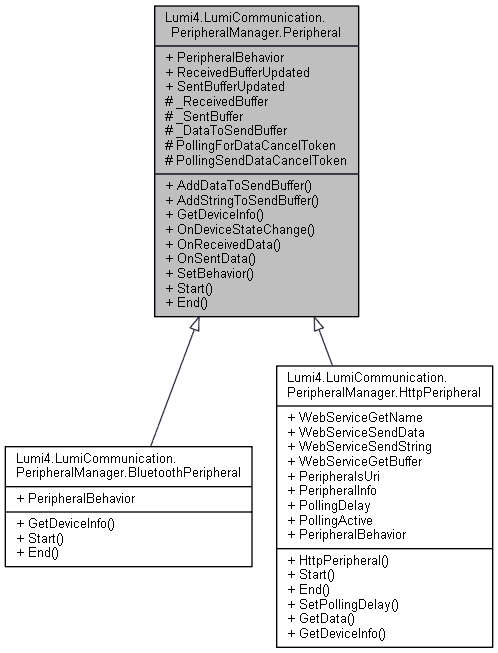 Lumi4.LumiCommunication.
PeripheralManager.Peripheral
+ PeripheralBehavior
+ ReceivedBufferUpdated
+ SentBufferUpdated
# _ReceivedBuffer
# _SentBuffer
# _DataToSendBuffer
# PollingForDataCancelToken
# PollingSendDataCancelToken
+ AddDataToSendBuffer()
+ AddStringToSendBuffer()
+ GetDeviceInfo()
+ OnDeviceStateChange()
+ OnReceivedData()
+ OnSentData()
+ SetBehavior()
+ Start()
+ End()
Lumi4.LumiCommunication.
PeripheralManager.BluetoothPeripheral
+ PeripheralBehavior
+ GetDeviceInfo()
+ Start()
+ End()
Lumi4.LumiCommunication.
PeripheralManager.HttpPeripheral
+ WebServiceGetName
+ WebServiceSendData
+ WebServiceSendString
+ WebServiceGetBuffer
+ PeripheralsUri
+ PeripheralInfo
+ PollingDelay
+ PollingActive
+ PeripheralBehavior
+ HttpPeripheral()
+ Start()
+ End()
+ SetPollingDelay()
+ GetData()
+ GetDeviceInfo()